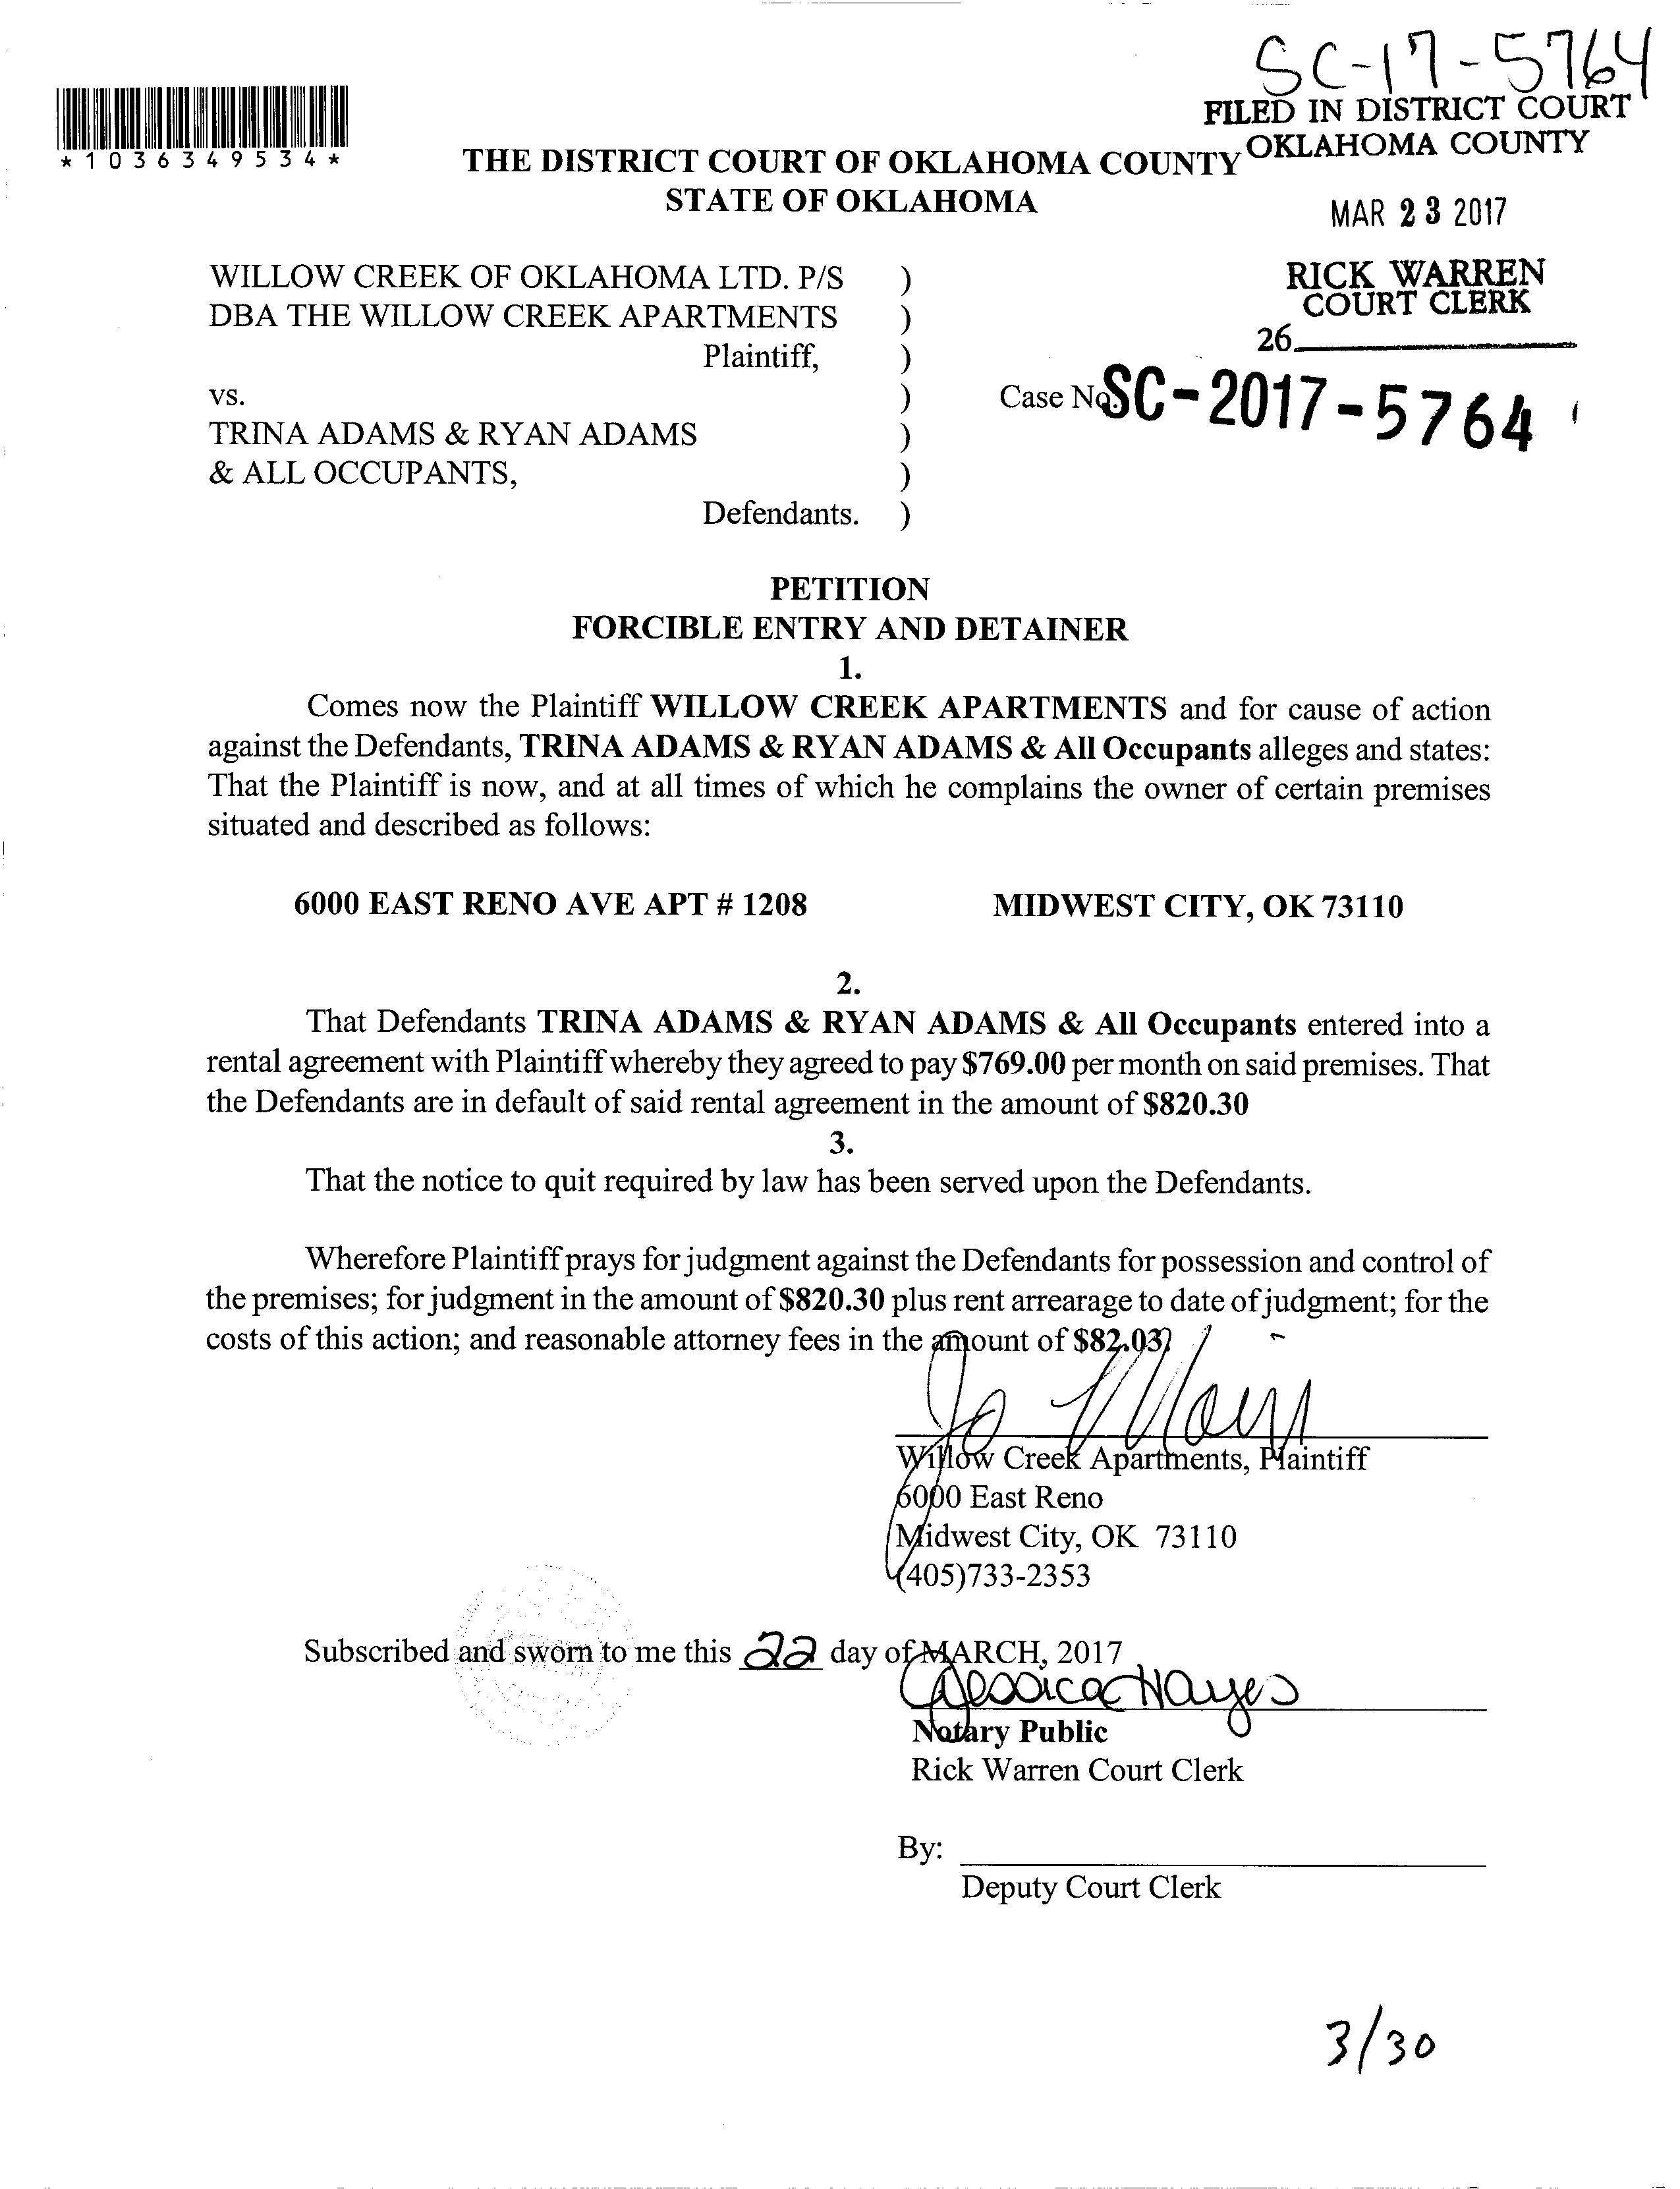 SC-17-5764
FILED IN DISTRICT COURT
OKLAHOMA COUNTY
*1036349534*
THE DISTRICT COURT OF OKLAHOMA COUNTY
STATE OF OKLAHOMA
MAR 23 2017
RICK WARREN
COURT CLERK
26
WILLOW CREEK OF OKLAHOMA LTD. P/S )
DBA THE WILLOW CREEK APARTMENTS )
Plaintiff, )
vs. )
Case No. SC-2017-5764
TRINA ADAMS & RYAN ADAMS )
& ALL OCCUPANTS, )
Defendants. )
PETITION
FORCIBLE ENTRY AND DETAINER
1.
Comes now the Plaintiff WILLOW CREEK APARTMENTS and for cause of action
against the Defendants, TRINA ADAMS & RYAN ADAMS & All Occupants alleges and states:
That the Plaintiff is now, and at all times of which he complains the owner of certain premises
situated and described as follows:
6000 EAST RENO AVE APT # 1208 MIDWEST CITY, OK 73110
2.
That Defendants TRINA ADAMS & RYAN ADAMS & All Occupants entered into a
rental agreement with Plaintiff whereby they agreed to pay $769.00 per month on said premises. That
the Defendants are in default of said rental agreement in the amount of $820.30
3.
That the notice to quit required by law has been served upon the Defendants.
Wherefore Plaintiff prays for judgment against the Defendants for possession and control of
the premises; for judgment in the amount of $820.30 plus rent arrearage to date of judgment; for the
costs of this action; and reasonable attorney fees in the amount of $82.03.
Willow Creek Apartments, Plaintiff
6000 East Reno
Midwest City, OK 73110
(405)733-2353
Subscribed and sworn to me this 22 day of MARCH, 2017
Jessica Hayes
Notary Public
Rick Warren Court Clerk
By:
Deputy Court Clerk
3/30